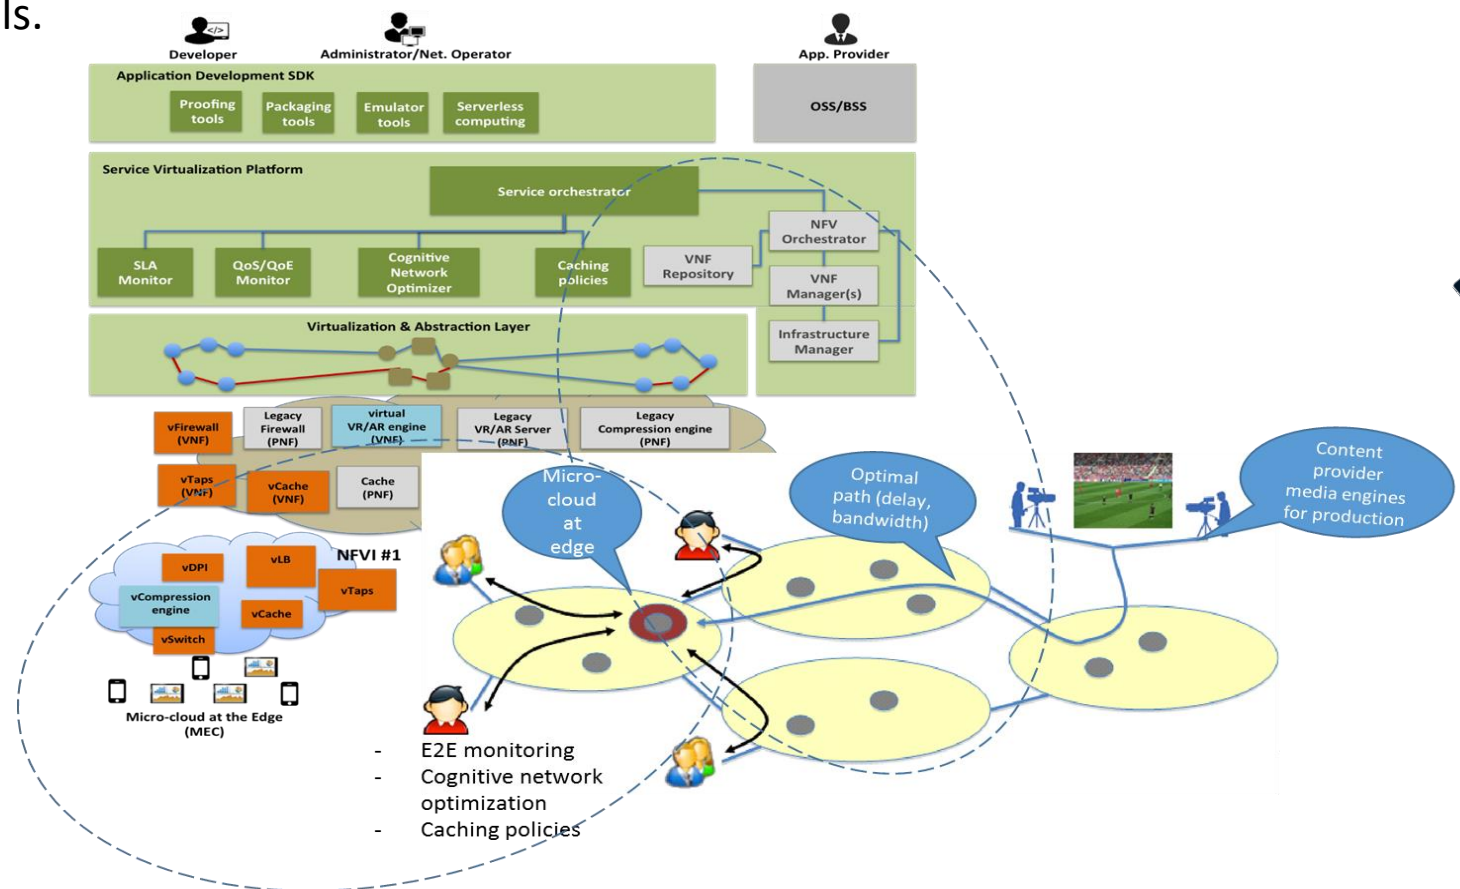 ls.
Developer
Administrator/Net. Operator
App. Provider
Application Development SDK
Proofing
tools
Packaging
tools
Emulator
tools
Serverless
computing
OSS/BSS
Service Virtualization Platform
Service orchestrator
NFV
Orchestrator
SLA
Monitor
QoS/QoE
Monitor
Cognitive
Network
Optimizer
Caching
policies
VNF
Repository
VNF
Manager(s)
Infrastructure
Manager
Virtualization & Abstraction Layer
vFirewall
(VNF)
Legacy
Firewall
(PNF)
virtual
VR/AR engine
(VNF)
Legacy
VR/AR Server
(PNF)
Legacy
Compression engine
(PNF)
vTaps
(VNF)
vCache
(VNF)
Cache
(PNF)
Micro-
cloud
at
edge
Optimal
path (delay,
bandwidth)
Content
provider
media engines
for production
NFVI #1
vDPI
vLB
vTaps
vCompression
engine
vCache
vSwitch
Micro-cloud at the Edge
(MEC)
- E2E monitoring
- Cognitive network
optimization
- Caching policies